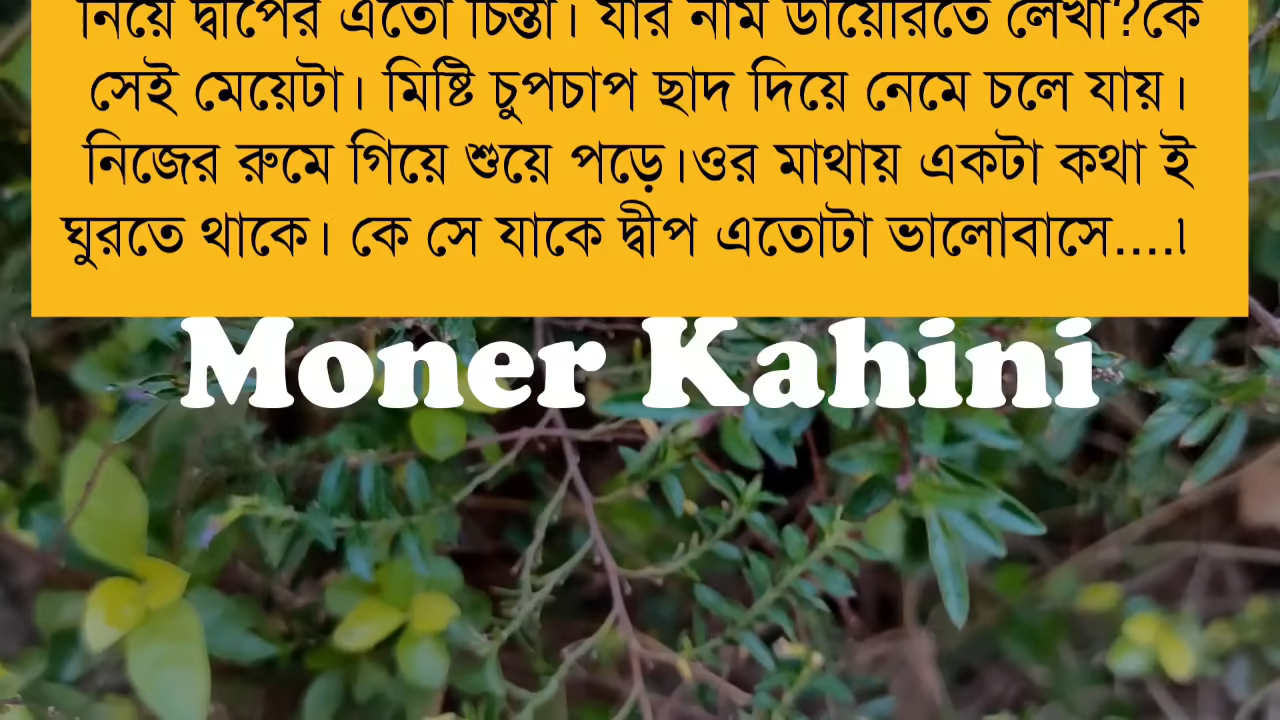 নিয়ে দ্বীপের এতো চিন্তা। যার নাম ডায়েরিতে লেখা?কে
সেই মেয়েটা। মিষ্টি চুপচাপ ছাদ দিয়ে নেমে চলে যায়।
নিজের রুমে গিয়ে শুয়ে পড়ে।ওর মাথায় একটা কথা ই
ঘুরতে থাকে। কে সে যাকে দ্বীপ এতোটা ভালোবাসে....।
Moner Kahini